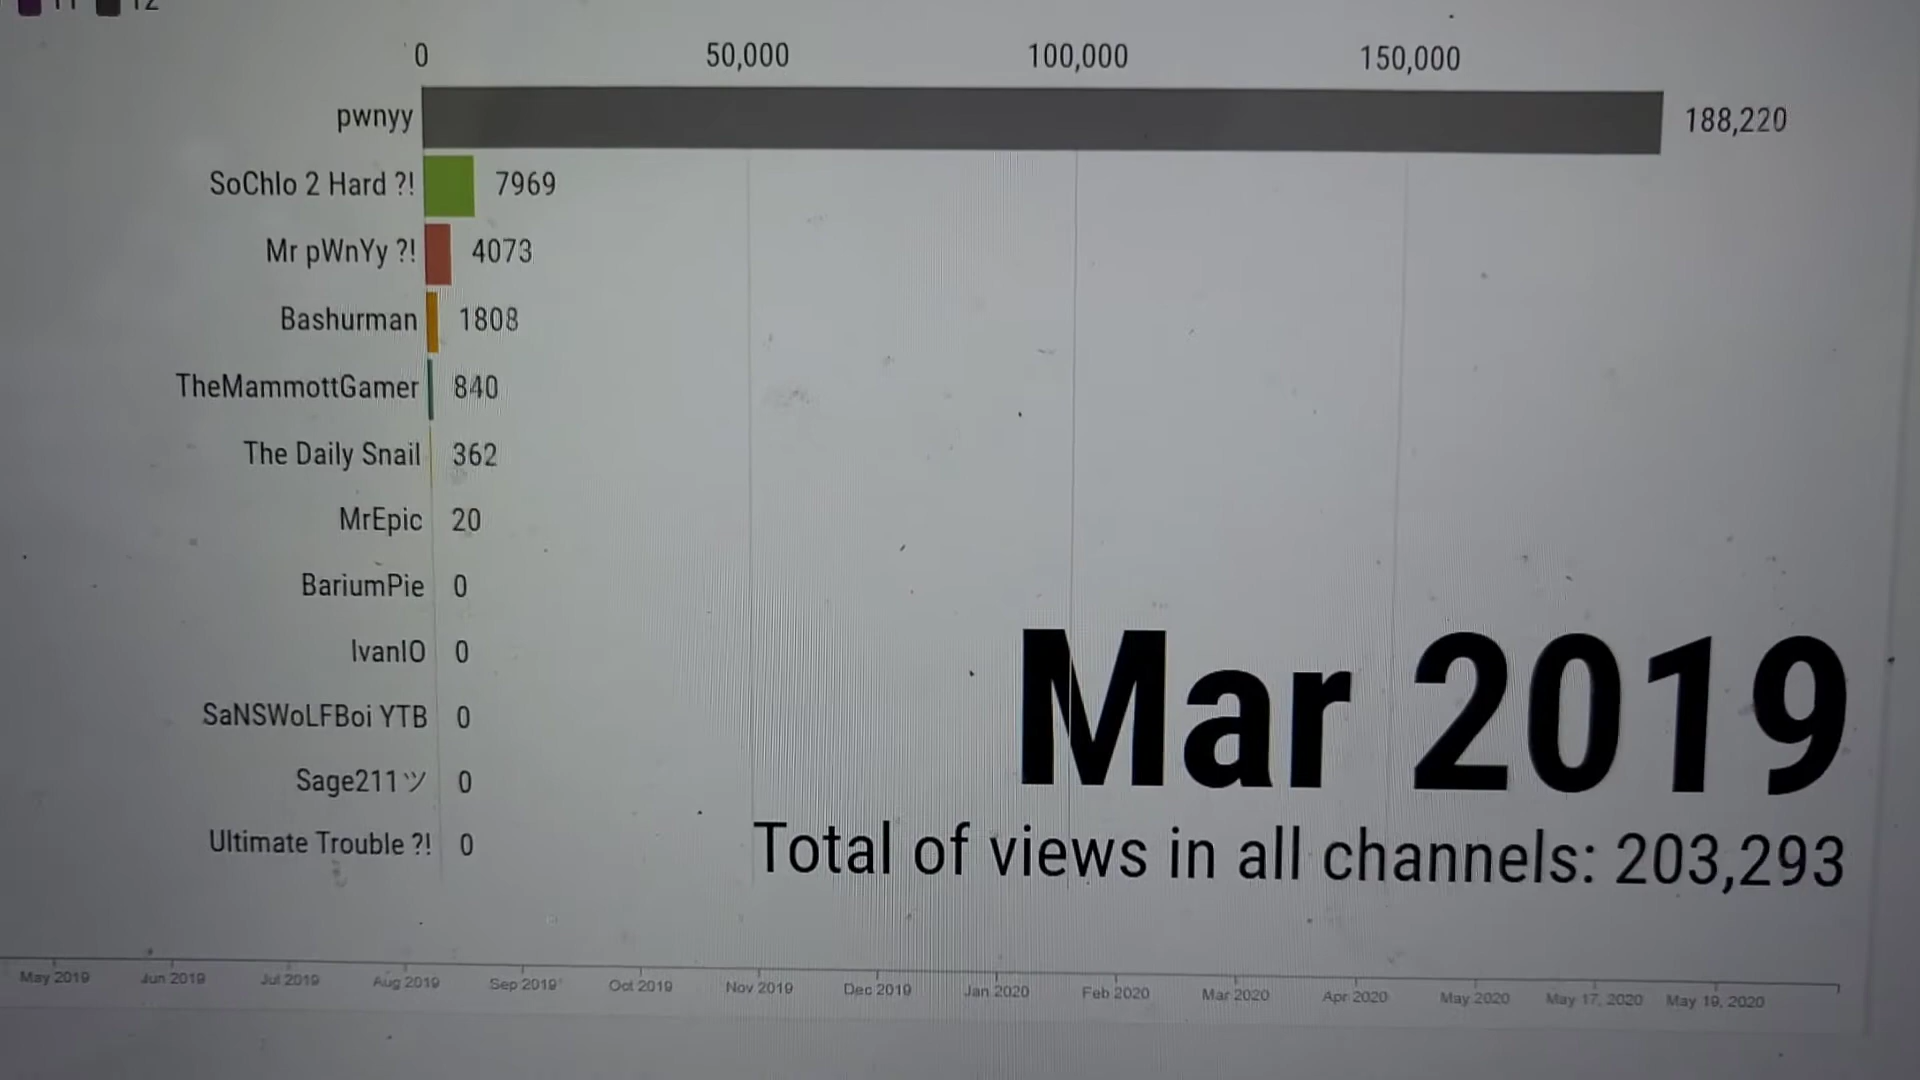 0 50,000 100,000 150,000
pwnyy 188,220
SoChlo 2 Hard ?! 7969
Mr pWnYy ?! 4073
Bashurman 1808
TheMammottGamer 840
The Daily Snail 362
MrEpic 20
BariumPie 0
IvanIO 0
SaNSWoLFBoi YTB 0
Sage211ツ 0
Ultimate Trouble ?! 0
Mar 2019
Total of views in all channels: 203,293
May 2019 Jun 2019 Jul 2019 Aug 2019 Sep 2019 Oct 2019 Nov 2019 Dec 2019 Jan 2020 Feb 2020 Mar 2020 Apr 2020 May 2020 May 17, 2020 May 19, 2020